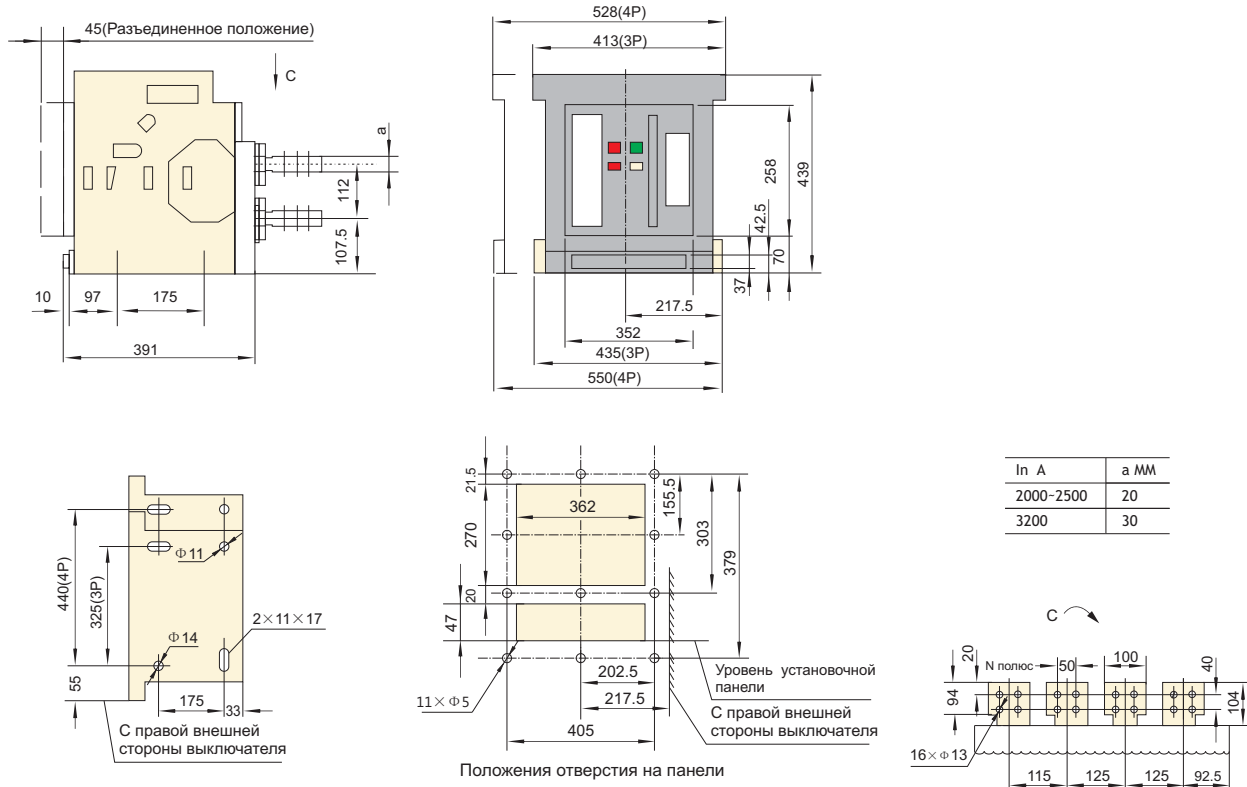 45(Разъединенное положение)
C
a
112
107.5
10
97
175
391
528(4P)
413(3P)
258
439
42.5
70
37
217.5
352
435(3P)
550(4P)
440(4P)
325(3P)
55
Φ11
2×11×17
Φ14
175
33
С правой внешней
стороны выключателя
21.5
270
20
47
362
155.5
303
379
202.5
217.5
405
11×Φ5
Уровень установочной
панели
С правой внешней
стороны выключателя
Положения отверстия на панели
In A a MM
2000-2500 20
3200 30
C
20
94
N полюс
50
100
40
104
16×Φ13
115
125
125
92.5